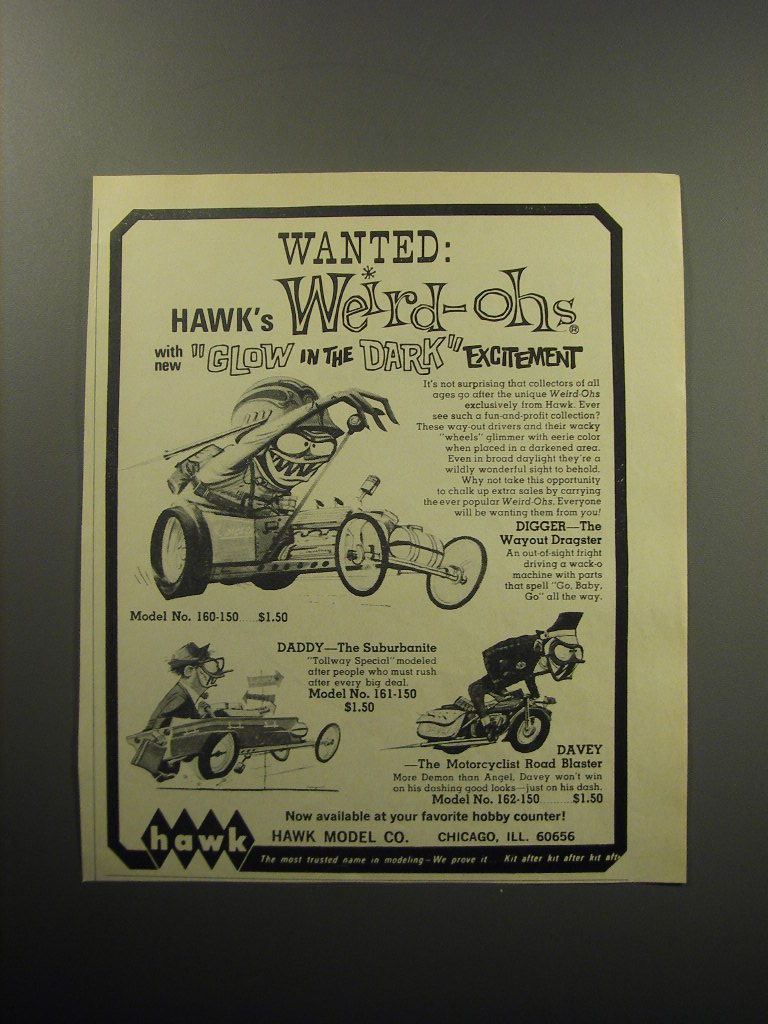 WANTED:
HAWK's Weird-ohs®
with new "GLOW IN THE DARK" EXCITEMENT
It's not surprising that collectors of all
ages go after the unique Weird-Ohs
exclusively from Hawk. Ever
see such a fun-and-profit collection?
These way-out drivers and their wacky
"wheels" glimmer with eerie color
when placed in a darkened area.
Even in broad daylight they're a
wildly wonderful sight to behold.
Why not take this opportunity
to chalk up extra sales by carrying
the ever popular Weird-Ohs. Everyone
will be wanting them from you!
DIGGER—The
Wayout Dragster
An out-of-sight fright
driving a wack-o
machine with parts
that spell "Go, Baby,
Go" all the way.
Model No. 160-150.....$1.50
DADDY—The Suburbanite
"Tollway Special" modeled
after people who must rush
after every big deal.
Model No. 161-150
$1.50
DAVEY
—The Motorcyclist Road Blaster
More Demon than Angel, Davey won't win
on his dashing good looks—just on his dash.
Model No. 162-150..........$1.50
Now available at your favorite hobby counter!
hawk HAWK MODEL CO. CHICAGO, ILL. 60656
The most trusted name in modeling—We prove it... Kit after kit after kit aft